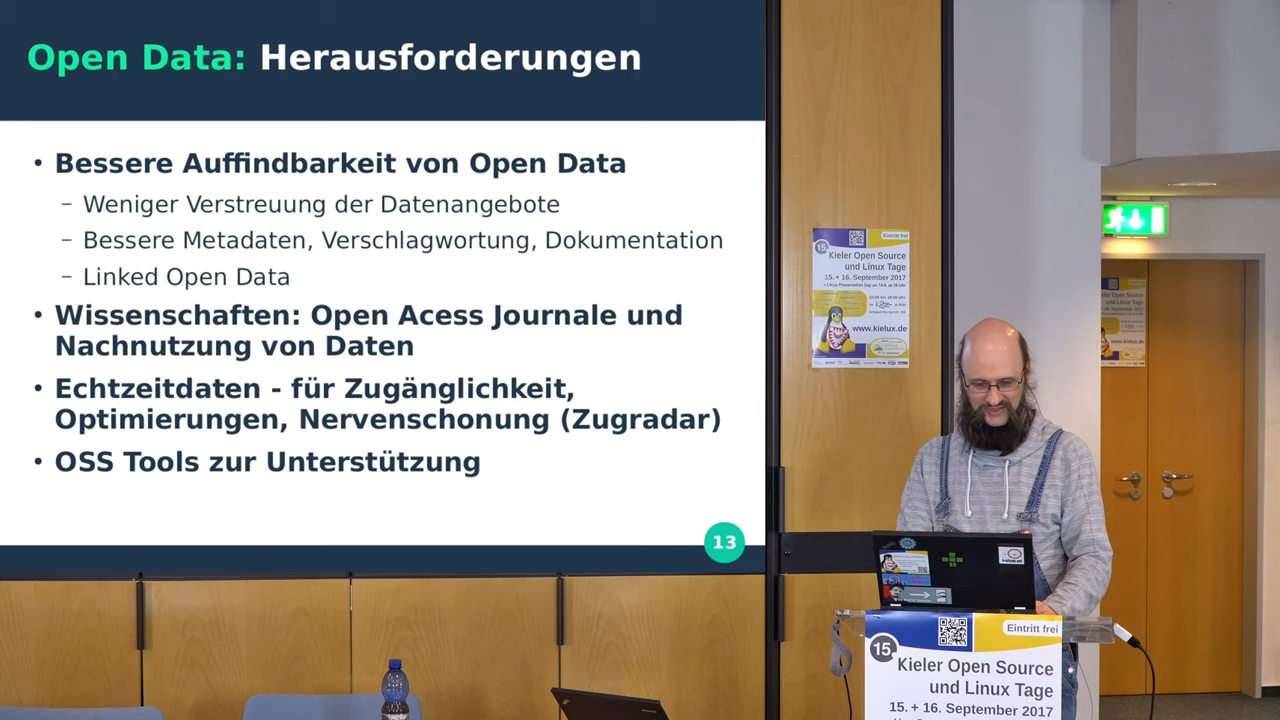 Open Data: Herausforderungen
• Bessere Auffindbarkeit von Open Data
– Weniger Verstreuung der Datenangebote
– Bessere Metadaten, Verschlagwortung, Dokumentation
– Linked Open Data
• Wissenschaften: Open Acess Journale und
Nachnutzung von Daten
• Echtzeitdaten - für Zugänglichkeit,
Optimierungen, Nervenschonung (Zugradar)
• OSS Tools zur Unterstützung
13
Eintritt frei
15.
Kieler Open Source
und Linux Tage
15. + 16. September 2017
www.kielux.de
Eintritt frei
15.
Kieler Open Source
und Linux Tage
15. + 16. September 2017